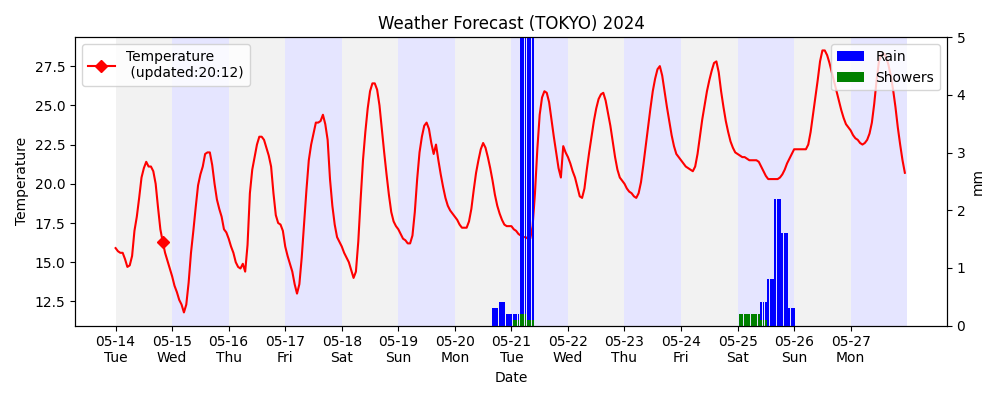 Weather Forecast (TOKYO) 2024
Temperature
(updated:20:12)
Rain
Showers
Temperature
27.5
25.0
22.5
20.0
17.5
15.0
12.5
5
4
3
2
1
0
mm
05-14 05-15 05-16 05-17 05-18 05-19 05-20 05-21 05-22 05-23 05-24 05-25 05-26 05-27
Tue Wed Thu Fri Sat Sun Mon Tue Wed Thu Fri Sat Sun Mon
Date